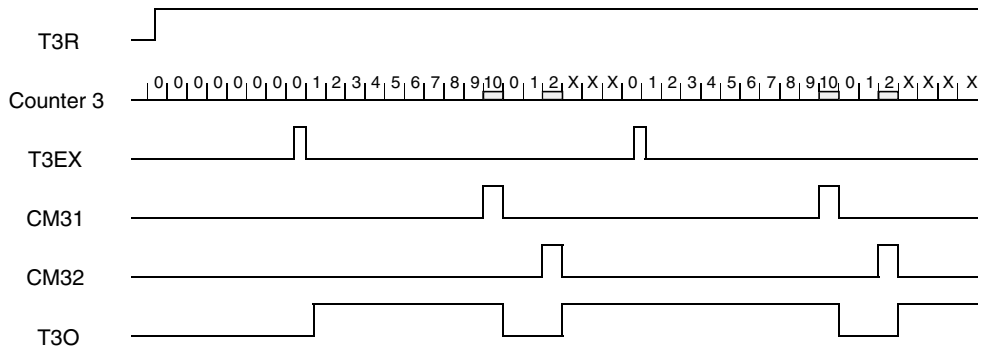 T3R
Counter 3 0 0 0 0 0 0 0 0 1 2 3 4 5 6 7 8 9 10 0 1 2 X X X 0 1 2 3 4 5 6 7 8 9 10 0 1 2 X X X X
T3EX
CM31
CM32
T3O